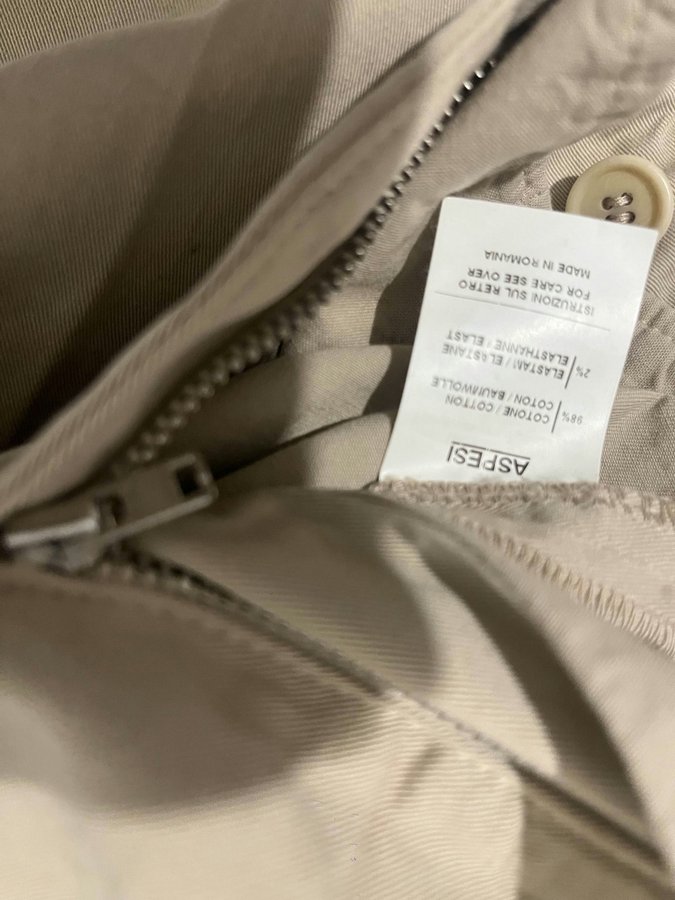 ASPESI
98% COTONE / COTTON
COTON / BAUMWOLLE
2% ELASTAM / ELASTANE
ELASTHANNE / ELAST
ISTRUZIONI SUL RETRO
FOR CARE SEE OVER
MADE IN ROMANIA